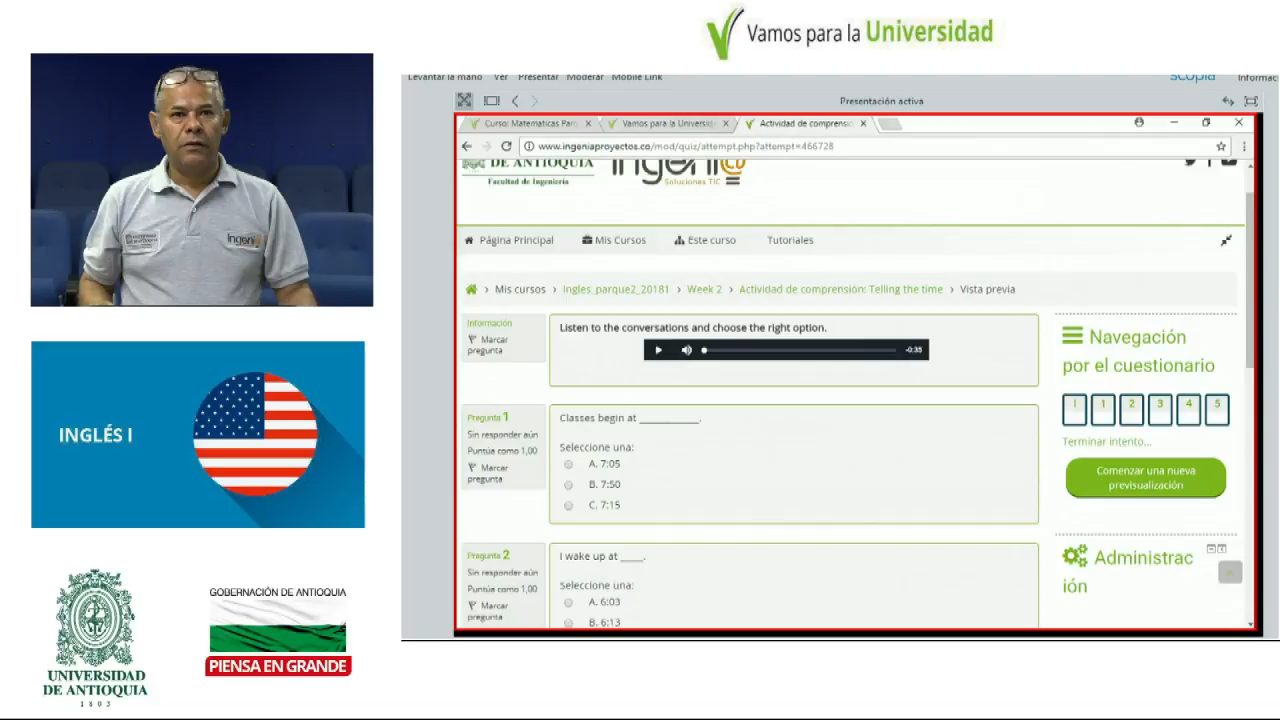 Vamos para la Universidad
Levantar la mano Ver Presentar Moderar Mobile Link
scopia
Presentación activa
Curso: Matematicas Par
Vamos para la Universid
Actividad de comprensió
www.ingeniaproyectos.co/mod/quiz/attempt.php?attempt=466728
DE ANTIOQUIA
Facultad de Ingeniería
ingeni@
CO
Soluciones TIC
Página Principal
Mis Cursos
Este curso
Tutoriales
Mis cursos › Ingles_parque2_20181 › Week 2 › Actividad de comprensión: Telling the time › Vista previa
Información
Marcar
pregunta
Listen to the conversations and choose the right option.
-0:35
Pregunta 1
Sin responder aún
Puntúa como 1,00
Marcar
pregunta
Classes begin at ___________.
Seleccione una:
A. 7:05
B. 7:50
C. 7:15
Pregunta 2
Sin responder aún
Puntúa como 1,00
Marcar
pregunta
I wake up at ____.
Seleccione una:
A. 6:03
B. 6:13
Navegación
por el cuestionario
i 1 2 3 4 5
Terminar intento...
Comenzar una nueva
previsualización
Administrac
ión
ingeni@
INGLÉS I
UNIVERSIDAD
DE ANTIOQUIA
1803
GOBERNACIÓN DE ANTIOQUIA
PIENSA EN GRANDE